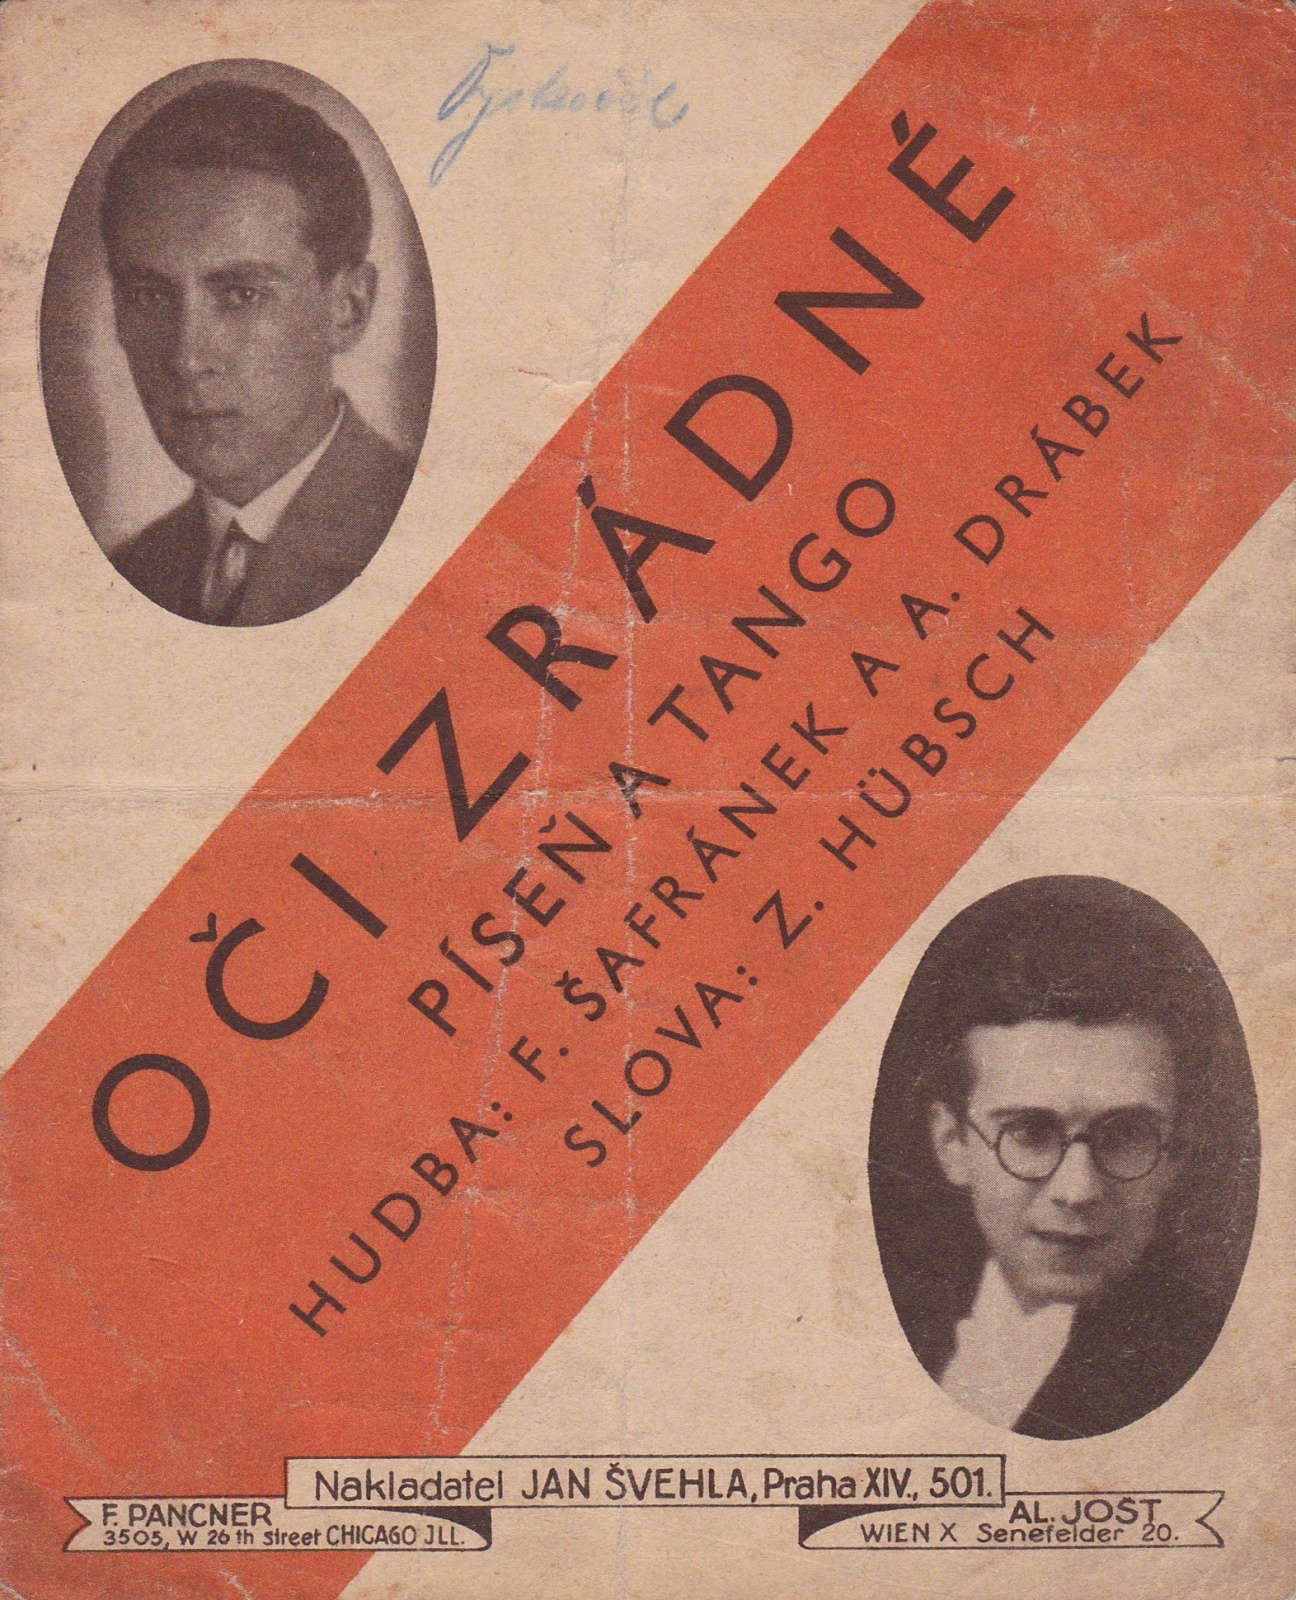 OČI ZRÁDNÉ
PÍSEŇ A TANGO
HUDBA: F. ŠAFRÁNEK A A. DRÁBEK
SLOVA: Z. HÜBSCH
Nakladatel JAN ŠVEHLA, Praha XIV., 501.
F. PANCNER
3505, W 26 th street CHICAGO JLL.
AL. JOŠT
WIEN X Senefelder 20.